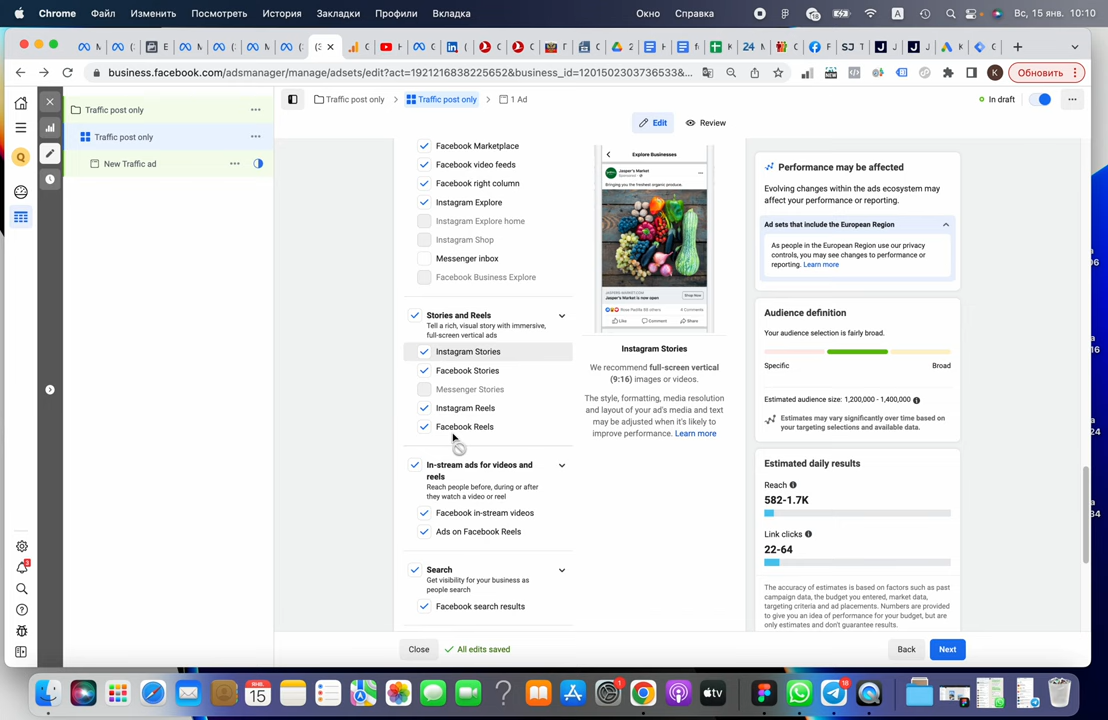 Chrome Файл Изменить Посмотреть История Закладки Профили Вкладка Окно Справка 18 A Вс, 15 янв. 10:10
business.facebook.com/adsmanager/manage/adsets/edit?act=1921216838225652&business_id=1201502303736533&... K Обновить
Traffic post only
Traffic post only
New Traffic ad
Q
Traffic post only
Traffic post only
1 Ad
In draft
Edit
Review
Facebook Marketplace
Facebook video feeds
Facebook right column
Instagram Explore
Instagram Explore home
Instagram Shop
Messenger inbox
Facebook Business Explore
Stories and Reels
Tell a rich, visual story with immersive,
full-screen vertical ads
Instagram Stories
Facebook Stories
Messenger Stories
Instagram Reels
Facebook Reels
In-stream ads for videos and
reels
Reach people before, during or after
they watch a video or reel
Facebook in-stream videos
Ads on Facebook Reels
Search
Get visibility for your business as
people search
Facebook search results
Explore Businesses
Jasper's Market
Sponsored
Bringing you the freshest organic produce.
JASPERSMARKET.COM
Jasper's Market is now open
Shop Now
Like
Comment
Share
Instagram Stories
We recommend full-screen vertical
(9:16) images or videos.
The style, formatting, media resolution
and layout of your ad's media and text
may be adjusted when it's likely to
improve performance. Learn more
Performance may be affected
Evolving changes within the ads ecosystem may
affect your performance or reporting.
Ad sets that include the European Region
As people in the European Region use our privacy
controls, you may see changes to performance or
reporting. Learn more
Audience definition
Your audience selection is fairly broad.
Specific
Broad
Estimated audience size: 1,200,000 - 1,400,000
Estimates may vary significantly over time based on
your targeting selections and available data.
Estimated daily results
Reach
582-1.7K
Link clicks
22-64
The accuracy of estimates is based on factors such as past
campaign data, the budget you entered, market data,
targeting criteria and ad placements. Numbers are provided
to give you an idea of performance for your budget, but are
only estimates and don't guarantee results.
Close
All edits saved
Back
Next
15
1
tv
18